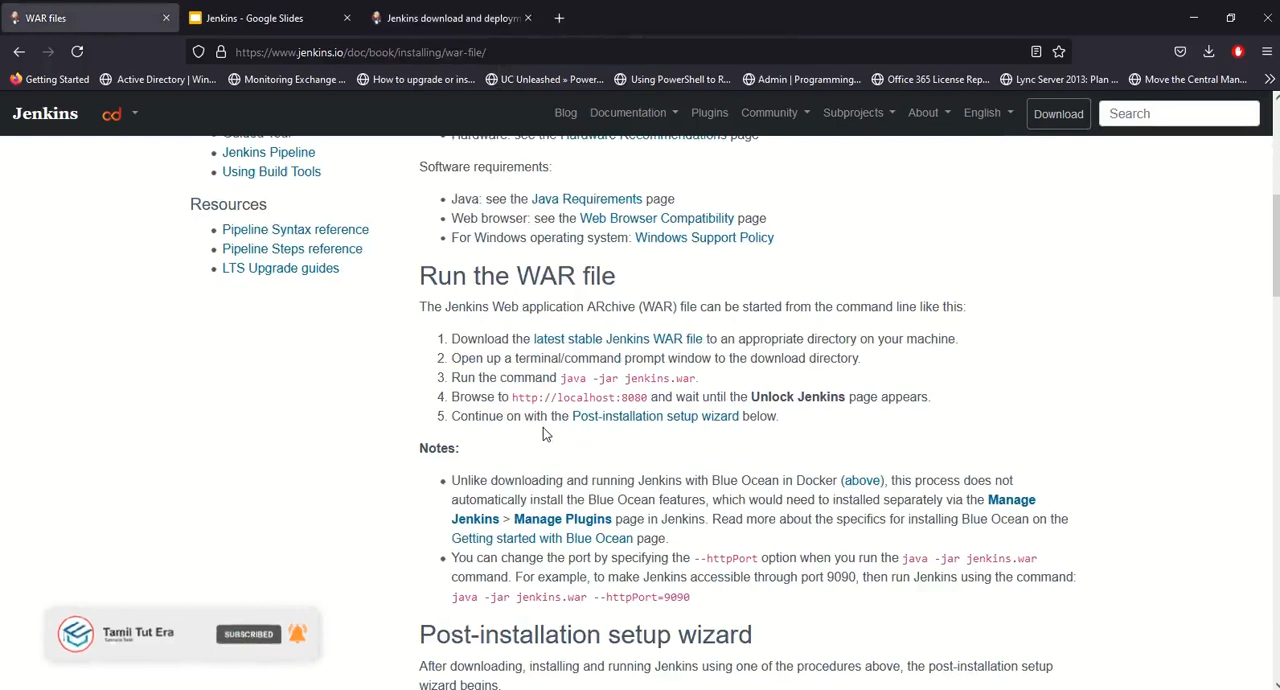 WAR files
Jenkins - Google Slides
Jenkins download and deploym
https://www.jenkins.io/doc/book/installing/war-file/
Getting Started
Active Directory (Win...
Monitoring Exchange ...
How to upgrade or ins...
UC Unleashed » Power...
Using PowerShell to R...
Admin | Programming...
Office 365 License Rep...
Lync Server 2013: Plan ...
Move the Central Man...
Jenkins
cd
Blog
Documentation
Plugins
Community
Subprojects
About
English
Download
Search
Guided Tour
Jenkins Pipeline
Using Build Tools
Resources
Pipeline Syntax reference
Pipeline Steps reference
LTS Upgrade guides
Hardware: see the Hardware Recommendations page
Software requirements:
Java: see the Java Requirements page
Web browser: see the Web Browser Compatibility page
For Windows operating system: Windows Support Policy
Run the WAR file
The Jenkins Web application ARchive (WAR) file can be started from the command line like this:
1. Download the latest stable Jenkins WAR file to an appropriate directory on your machine.
2. Open up a terminal/command prompt window to the download directory.
3. Run the command java -jar jenkins.war.
4. Browse to http://localhost:8080 and wait until the Unlock Jenkins page appears.
5. Continue on with the Post-installation setup wizard below.
Notes:
Unlike downloading and running Jenkins with Blue Ocean in Docker (above), this process does not
automatically install the Blue Ocean features, which would need to installed separately via the Manage
Jenkins > Manage Plugins page in Jenkins. Read more about the specifics for installing Blue Ocean on the
Getting started with Blue Ocean page.
You can change the port by specifying the --httpPort option when you run the java -jar jenkins.war
command. For example, to make Jenkins accessible through port 9090, then run Jenkins using the command:
java -jar jenkins.war --httpPort=9090
Post-installation setup wizard
After downloading, installing and running Jenkins using one of the procedures above, the post-installation setup
wizard begins.
Tamil Tut Era
SUBSCRIBED